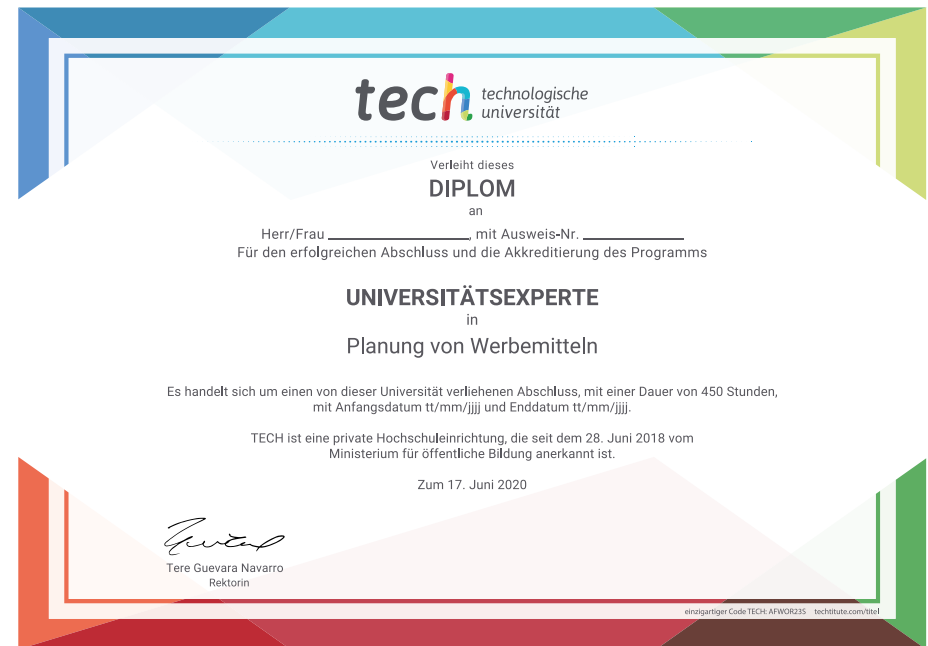 tech technologische
universität
Verleiht dieses
DIPLOM
an
Herr/Frau ____________________, mit Ausweis-Nr. ______________
Für den erfolgreichen Abschluss und die Akkreditierung des Programms
UNIVERSITÄTSEXPERTE
in
Planung von Werbemitteln
Es handelt sich um einen von dieser Universität verliehenen Abschluss, mit einer Dauer von 450 Stunden,
mit Anfangsdatum tt/mm/jjjj und Enddatum tt/mm/jjjj.
TECH ist eine private Hochschuleinrichtung, die seit dem 28. Juni 2018 vom
Ministerium für öffentliche Bildung anerkannt ist.
Zum 17. Juni 2020
Tere Guevara Navarro
Rektorin
einzigartiger Code TECH: AFWOR23S techtitute.com/titel